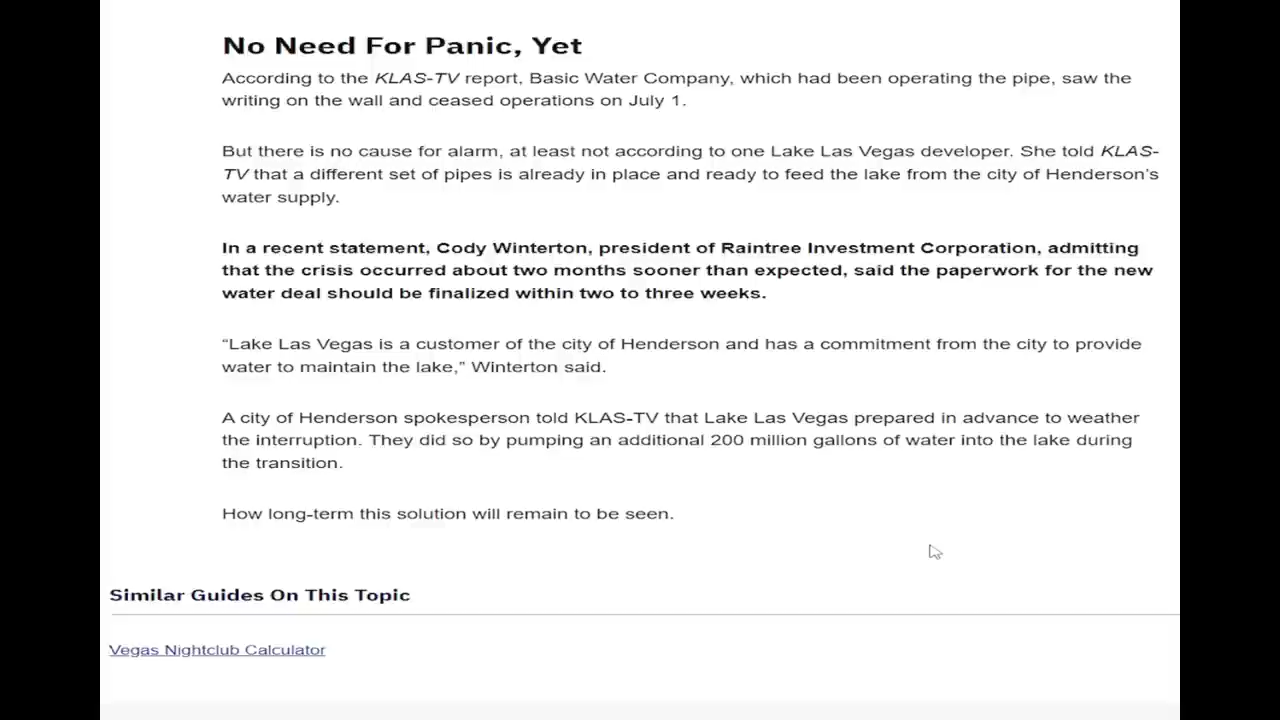 No Need For Panic, Yet
According to the KLAS-TV report, Basic Water Company, which had been operating the pipe, saw the
writing on the wall and ceased operations on July 1.
But there is no cause for alarm, at least not according to one Lake Las Vegas developer. She told KLAS-
TV that a different set of pipes is already in place and ready to feed the lake from the city of Henderson’s
water supply.
In a recent statement, Cody Winterton, president of Raintree Investment Corporation, admitting
that the crisis occurred about two months sooner than expected, said the paperwork for the new
water deal should be finalized within two to three weeks.
“Lake Las Vegas is a customer of the city of Henderson and has a commitment from the city to provide
water to maintain the lake,” Winterton said.
A city of Henderson spokesperson told KLAS-TV that Lake Las Vegas prepared in advance to weather
the interruption. They did so by pumping an additional 200 million gallons of water into the lake during
the transition.
How long-term this solution will remain to be seen.
Similar Guides On This Topic
Vegas Nightclub Calculator